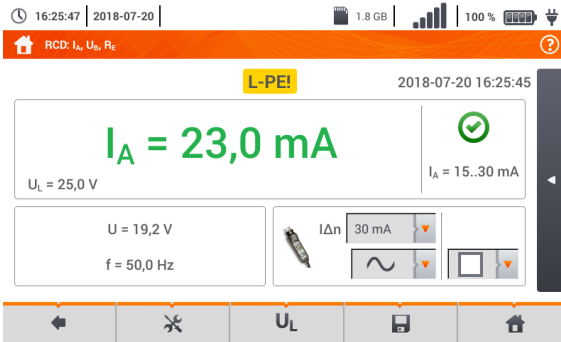 16:25:47 2018-07-20 1.8 GB 100 %
RCD: IA, UB, RE ?
L-PE! 2018-07-20 16:25:45
IA = 23,0 mA
IA = 15..30 mA
UL = 25,0 V
U = 19,2 V
IΔn 30 mA
f = 50,0 Hz
UL